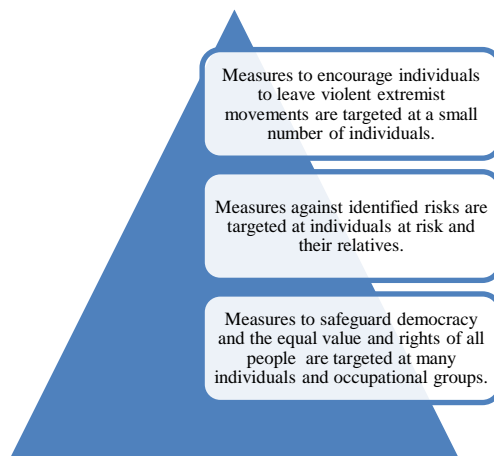 Measures to encourage individuals
to leave violent extremist
movements are targeted at a small
number of individuals.
Measures against identified risks are
targeted at individuals at risk and
their relatives.
Measures to safeguard democracy
and the equal value and rights of all
people are targeted at many
individuals and occupational groups.